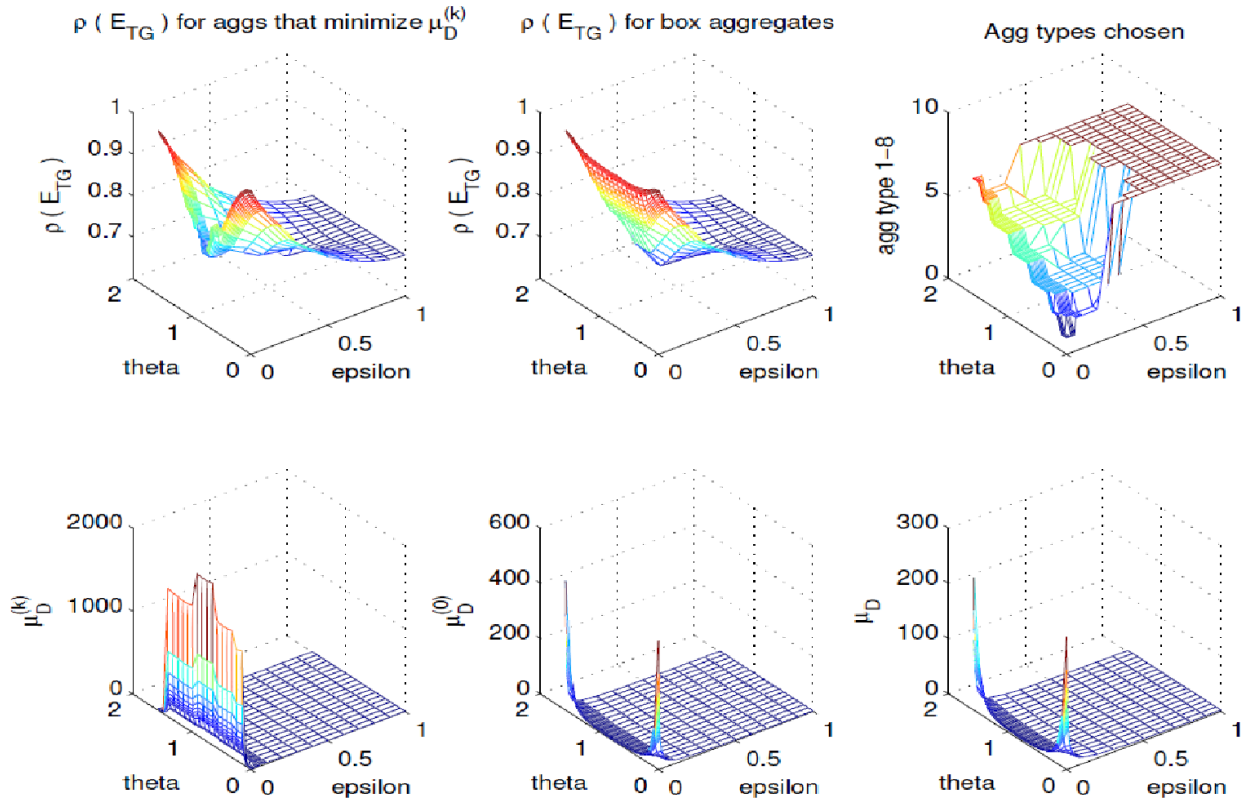 ρ ( E_TG ) for aggs that minimize μ_D^(k)
ρ ( E_TG ) for box aggregates
Agg types chosen
1
0.9
0.8
0.7
ρ ( E_TG )
2
1
0
theta
0
0.5
1
epsilon
1
0.9
0.8
0.7
ρ ( E_TG )
2
1
0
theta
0
0.5
1
epsilon
10
5
0
agg type 1−8
2
1
0
theta
0
0.5
1
epsilon
2000
1000
0
μ_D^(k)
2
1
0
theta
0
0.5
1
epsilon
600
400
200
0
μ_D^(0)
2
1
0
theta
0
0.5
1
epsilon
300
200
100
0
μ_D
2
1
0
theta
0
0.5
1
epsilon